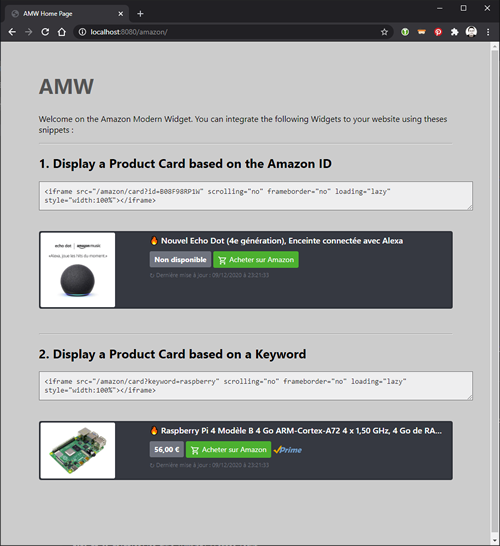 AMW Home Page
localhost:8080/amazon/
AMW
Welcome on the Amazon Modern Widget. You can integrate the following Widgets to your website using theses
snippets :
1. Display a Product Card based on the Amazon ID
<iframe src="/amazon/card?id=B08F98RP1W" scrolling="no" frameborder="no" loading="lazy"
style="width:100%"></iframe>
echo dot | amazon music
«Alexa, joue les hits du moment.»
🔥 Nouvel Echo Dot (4e génération), Enceinte connectée avec Alexa
Non disponible
Acheter sur Amazon
↻ Dernière mise à jour : 09/12/2020 à 23:21:33
2. Display a Product Card based on a Keyword
<iframe src="/amazon/card?keyword=raspberry" scrolling="no" frameborder="no" loading="lazy"
style="width:100%"></iframe>
🔥 Raspberry Pi 4 Modèle B 4 Go ARM-Cortex-A72 4 x 1,50 GHz, 4 Go de RA...
56,00 €
Acheter sur Amazon
Prime
↻ Dernière mise à jour : 09/12/2020 à 23:21:33